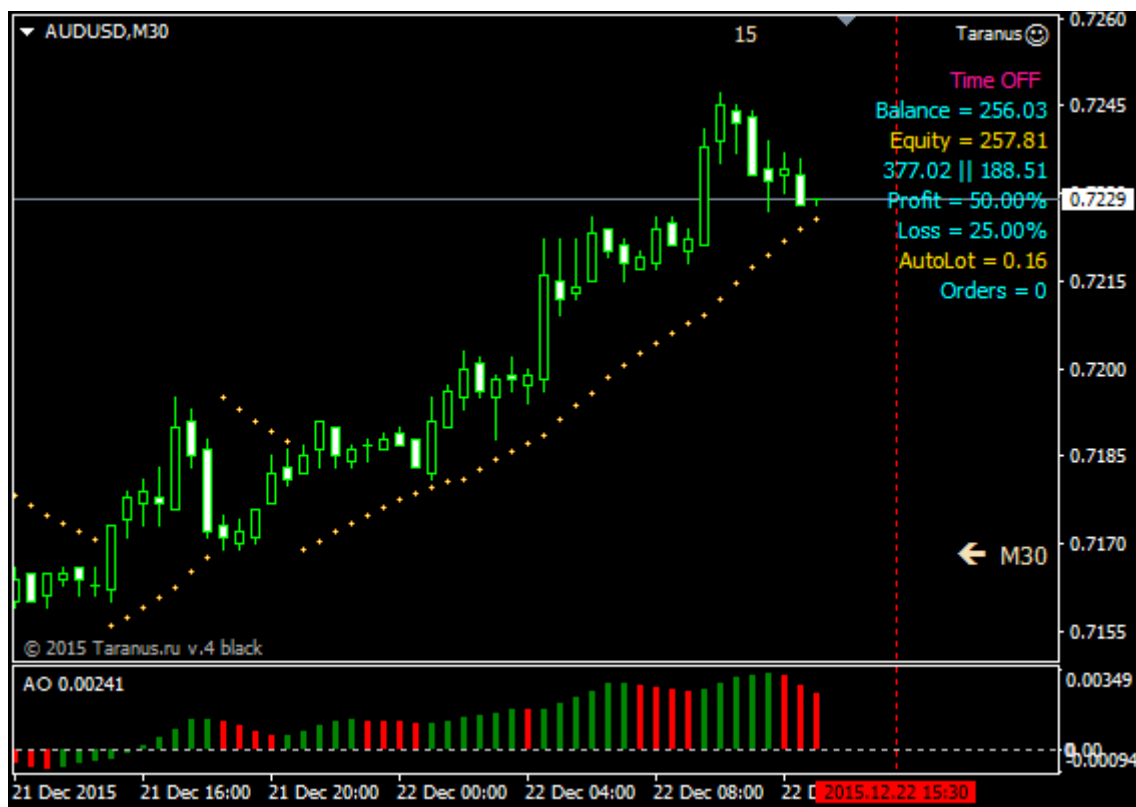 AUDUSD,M30
15
Taranus
0.7260
Time OFF
Balance = 256.03
0.7245
Equity = 257.81
377.02 || 188.51
Profit = 50.00%
0.7229
Loss = 25.00%
AutoLot = 0.16
0.7215
Orders = 0
0.7200
0.7185
0.7170
M30
0.7155
© 2015 Taranus.ru v.4 black
AO 0.00241
0.00349
0.00
-0.00094
21 Dec 2015 21 Dec 16:00 21 Dec 20:00 22 Dec 00:00 22 Dec 04:00 22 Dec 08:00 22 2015.12.22 15:30